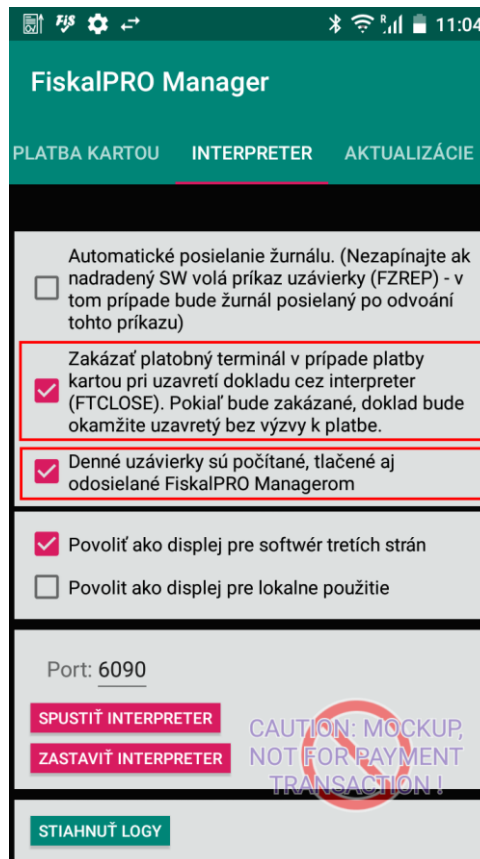 11:04
FiskalPRO Manager
PLATBA KARTOU INTERPRETER AKTUALIZÁCIE
Automatické posielanie žurnálu. (Nezapínajte ak
nadradený SW volá príkaz uzávierky (FZREP) - v
tom prípade bude žurnál posielaný po odvoání
tohto príkazu)
Zakázať platobný terminál v prípade platby
kartou pri uzavretí dokladu cez interpreter
(FTCLOSE). Pokiaľ bude zakázané, doklad bude
okamžite uzavretý bez výzvy k platbe.
Denné uzávierky sú počítané, tlačené aj
odosielané FiskalPRO Managerom
Povoliť ako displej pre softwér tretích strán
Povolit ako displej pre lokalne použitie
Port: 6090
SPUSTIŤ INTERPRETER
ZASTAVIŤ INTERPRETER
CAUTION: MOCKUP,
NOT FOR PAYMENT
TRANSACTION !
STIAHNUŤ LOGY